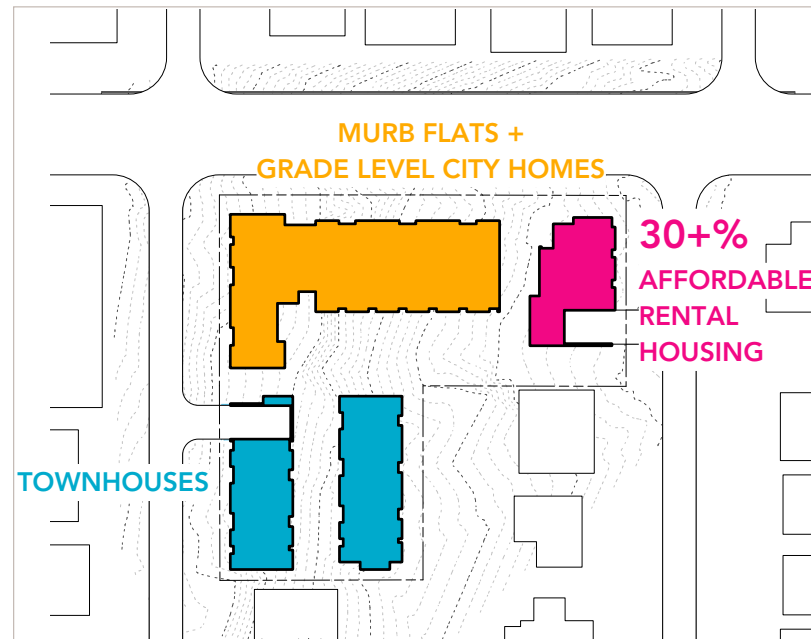 MURB FLATS +
GRADE LEVEL CITY HOMES
30+%
AFFORDABLE
RENTAL
HOUSING
TOWNHOUSES